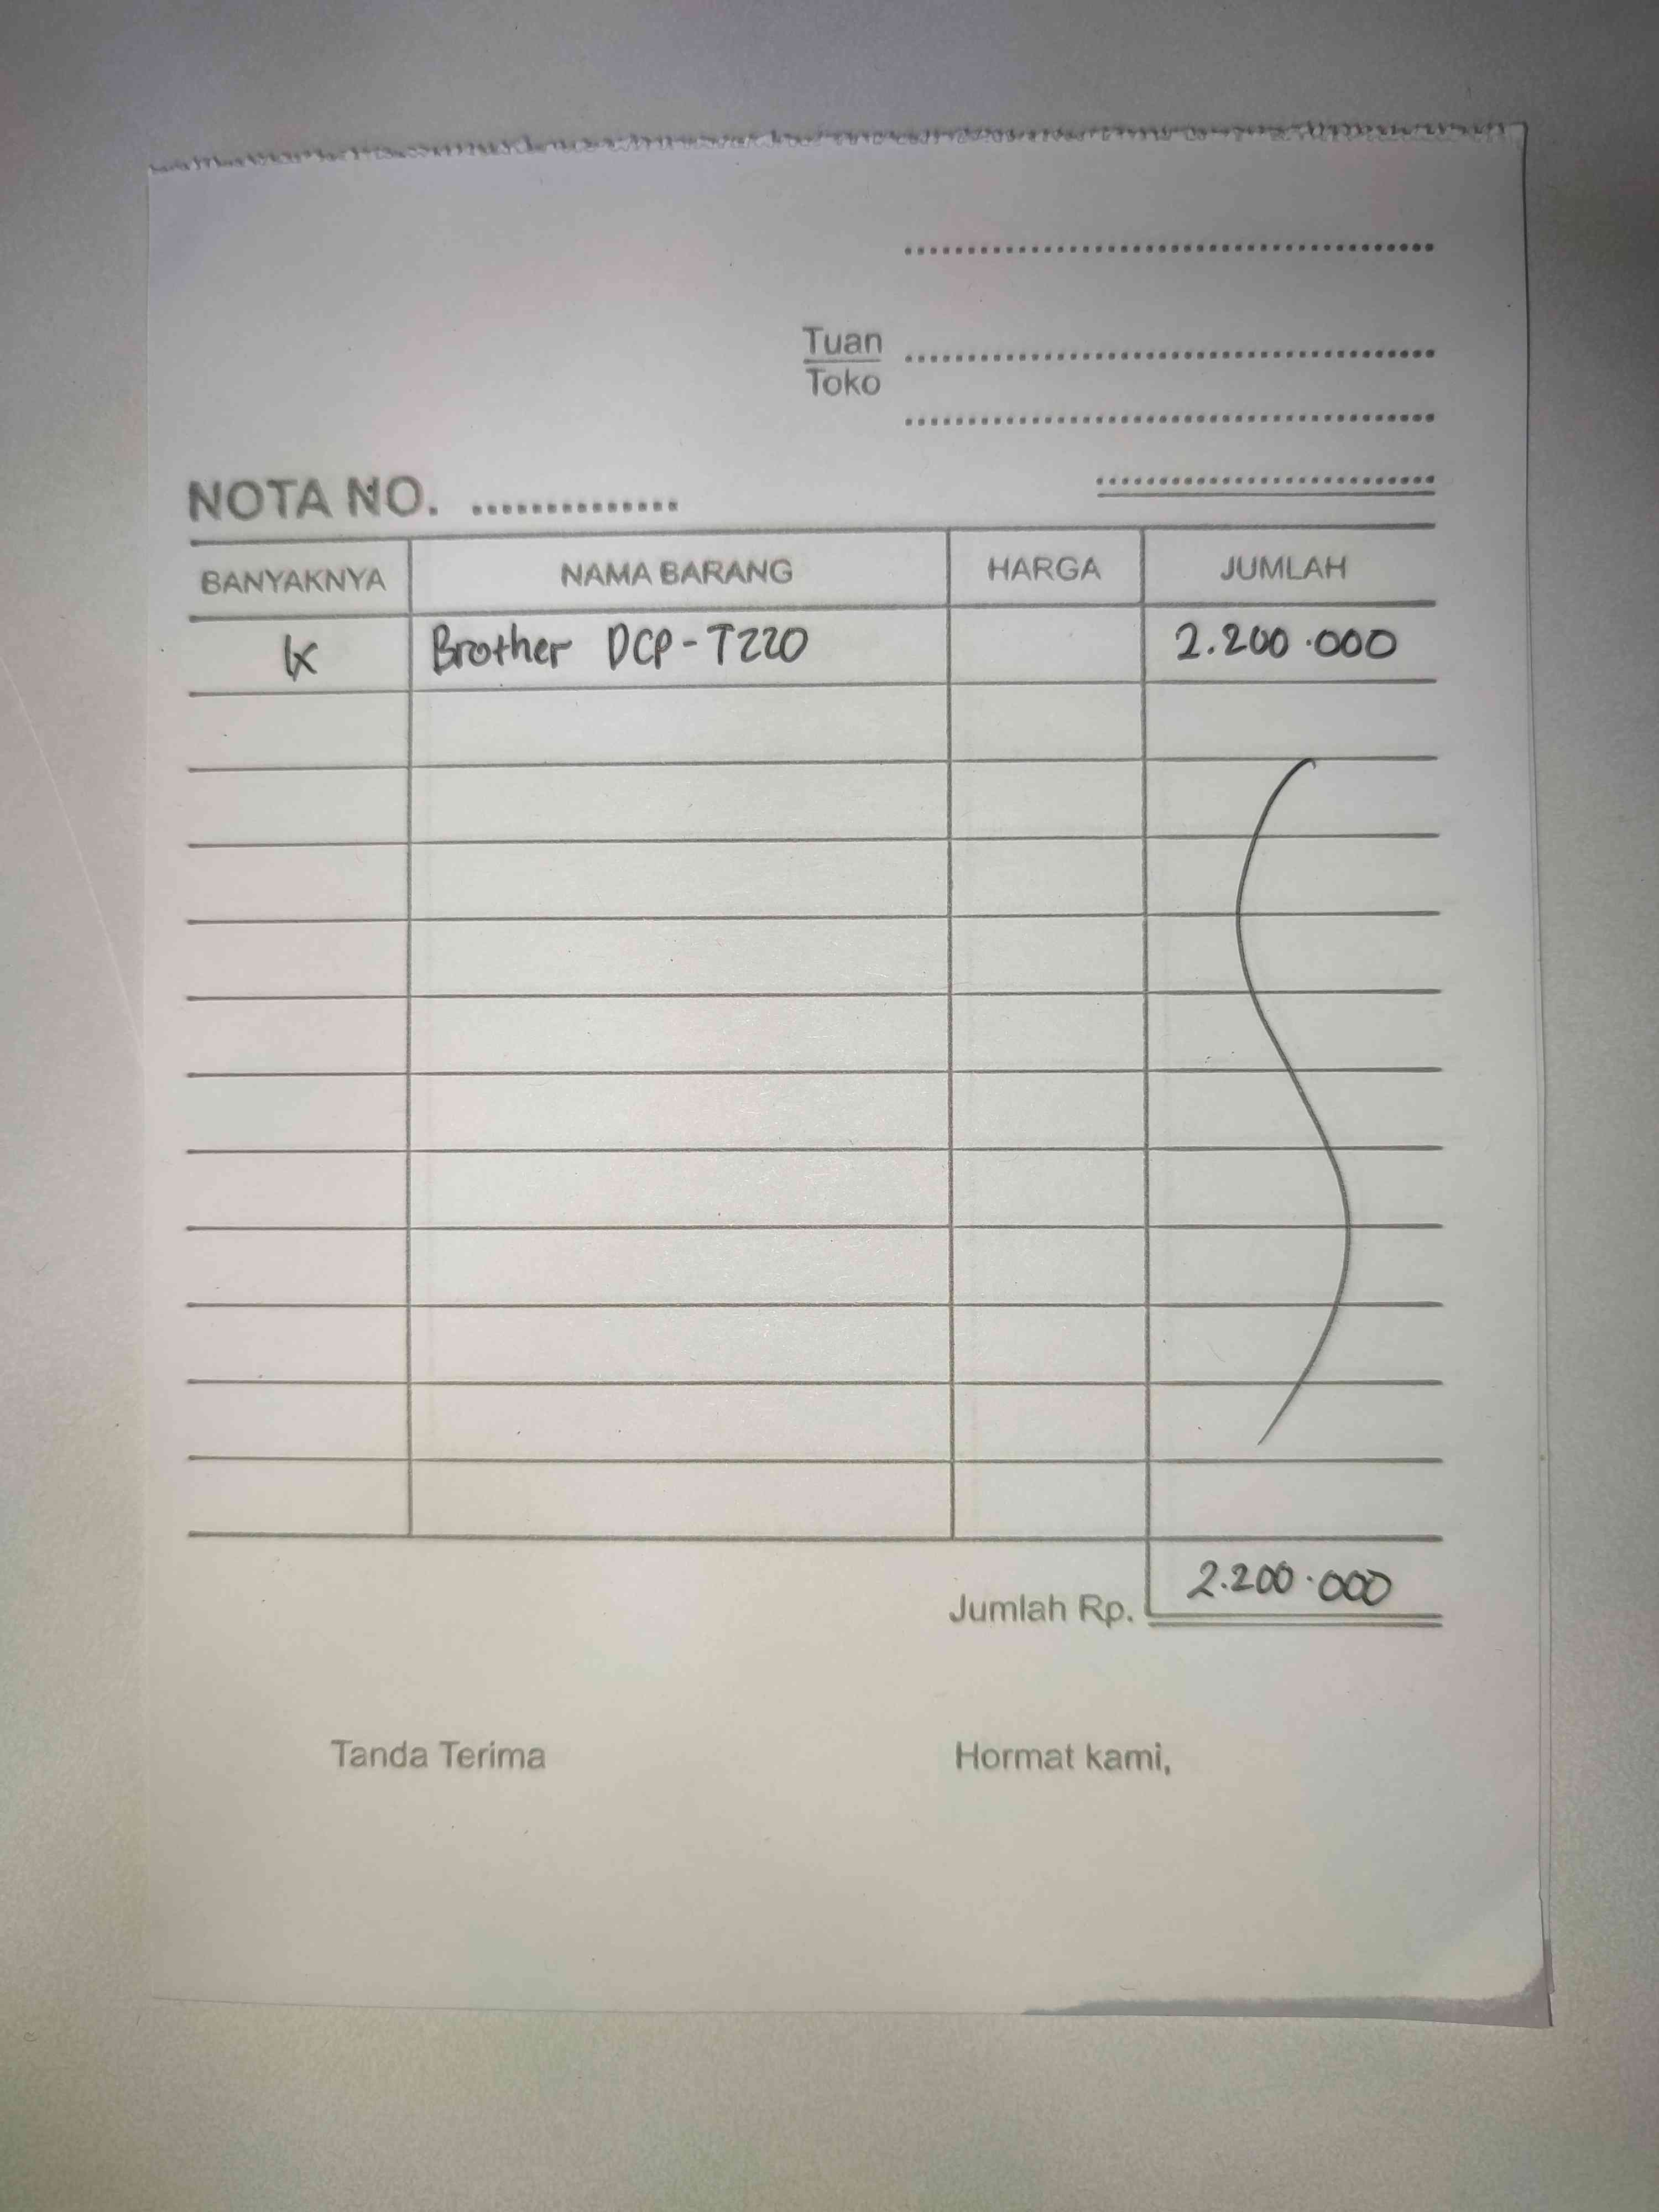 Tuan
Toko
NOTA NO. ..............
BANYAKNYA NAMA BARANG HARGA JUMLAH
1x Brother DCP-T220 2.200.000
Jumlah Rp. 2.200.000
Tanda Terima Hormat kami,